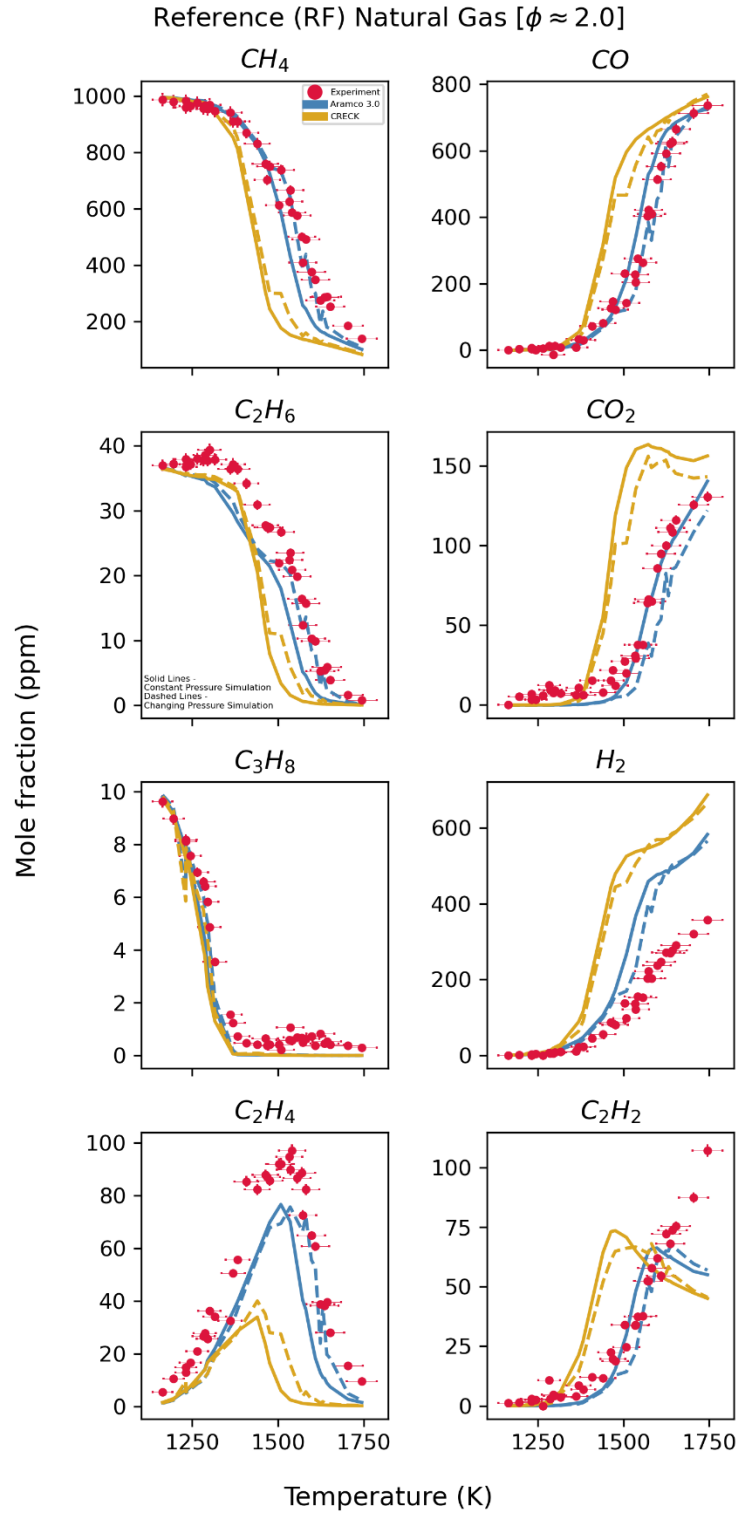 Reference (RF) Natural Gas [ϕ ≈ 2.0]
CH₄
CO
1000
800
600
400
200
Experiment
Aramco 3.0
CRECK
800
600
400
200
0
C₂H₆
CO₂
40
30
20
10
0
Solid Lines -
Constant Pressure Simulation
Dashed Lines -
Changing Pressure Simulation
150
100
50
0
Mole fraction (ppm)
C₃H₈
H₂
10
8
6
4
2
0
600
400
200
0
C₂H₄
C₂H₂
100
80
60
40
20
0
100
75
50
25
0
1250 1500 1750
1250 1500 1750
Temperature (K)